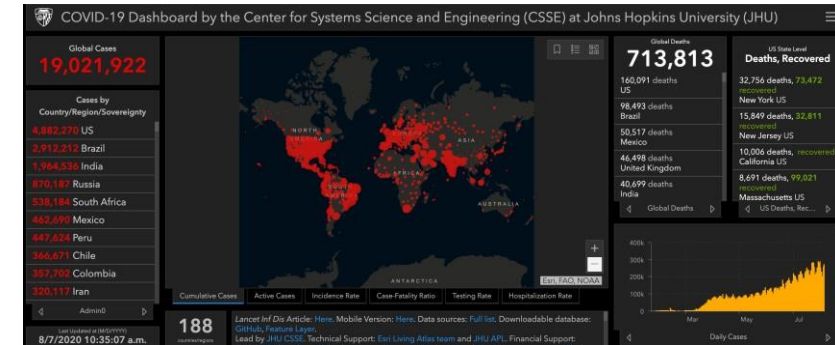 COVID-19 Dashboard by the Center for Systems Science and Engineering (CSSE) at Johns Hopkins University (JHU)
Global Cases
19,021,922
Cases by
Country/Region/Sovereignty
4,882,270 US
2,912,212 Brazil
1,964,536 India
870,187 Russia
538,184 South Africa
462,690 Mexico
447,624 Peru
366,671 Chile
357,702 Colombia
320,117 Iran
Admin0
Last Updated at (M/D/YYYY)
8/7/2020 10:35:07 a.m.
NORTH
AMERICA
SOUTH
AMERICA
EUROPE
AFRICA
ASIA
AUSTRALIA
ANTARCTICA
+
−
Esri, FAO, NOAA
Cumulative Cases
Active Cases
Incidence Rate
Case-Fatality Ratio
Testing Rate
Hospitalization Rate
188
countries/regions
Lancet Inf Dis Article: Here. Mobile Version: Here. Data sources: Full list. Downloadable database:
GitHub, Feature Layer.
Lead by JHU CSSE. Technical Support: Esri Living Atlas team and JHU APL. Financial Support:
Global Deaths
713,813
160,091 deaths
US
98,493 deaths
Brazil
50,517 deaths
Mexico
46,498 deaths
United Kingdom
40,699 deaths
India
Global Deaths
US State Level
Deaths, Recovered
32,756 deaths, 73,472
recovered
New York US
15,849 deaths, 32,811
recovered
New Jersey US
10,006 deaths, recovered
California US
8,691 deaths, 99,021
recovered
Massachusetts US
US Deaths, Rec...
400k
300k
200k
100k
0
Mar
May
Jul
Daily Cases